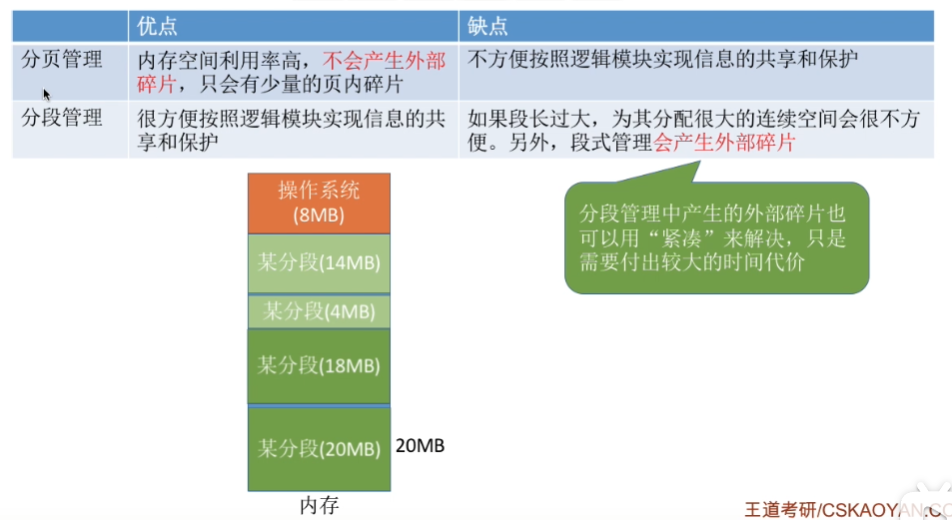 优点
缺点
分页管理
内存空间利用率高，不会产生外部
碎片，只会有少量的页内碎片
不方便按照逻辑模块实现信息的共享和保护
分段管理
很方便按照逻辑模块实现信息的共
享和保护
如果段长过大，为其分配很大的连续空间会很不方
便。另外，段式管理会产生外部碎片
操作系统
(8MB)
某分段(14MB)
某分段(4MB)
某分段(18MB)
某分段(20MB)
20MB
内存
分段管理中产生的外部碎片也
可以用“紧凑”来解决，只是
需要付出较大的时间代价
王道考研/CSKAOYAN.CO